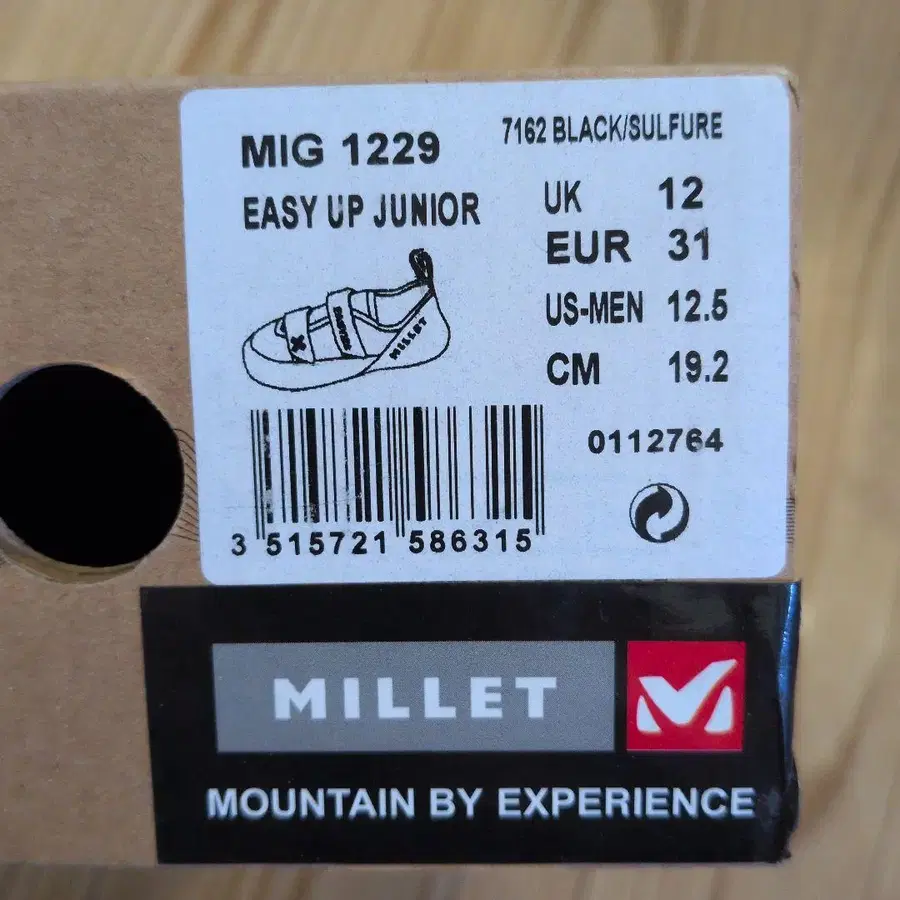 MIG 1229
7162 BLACK/SULFURE
EASY UP JUNIOR
UK 12
EUR 31
US-MEN 12.5
CM 19.2
MILLET
0112764
3 515721 586315
MILLET
MOUNTAIN BY EXPERIENCE